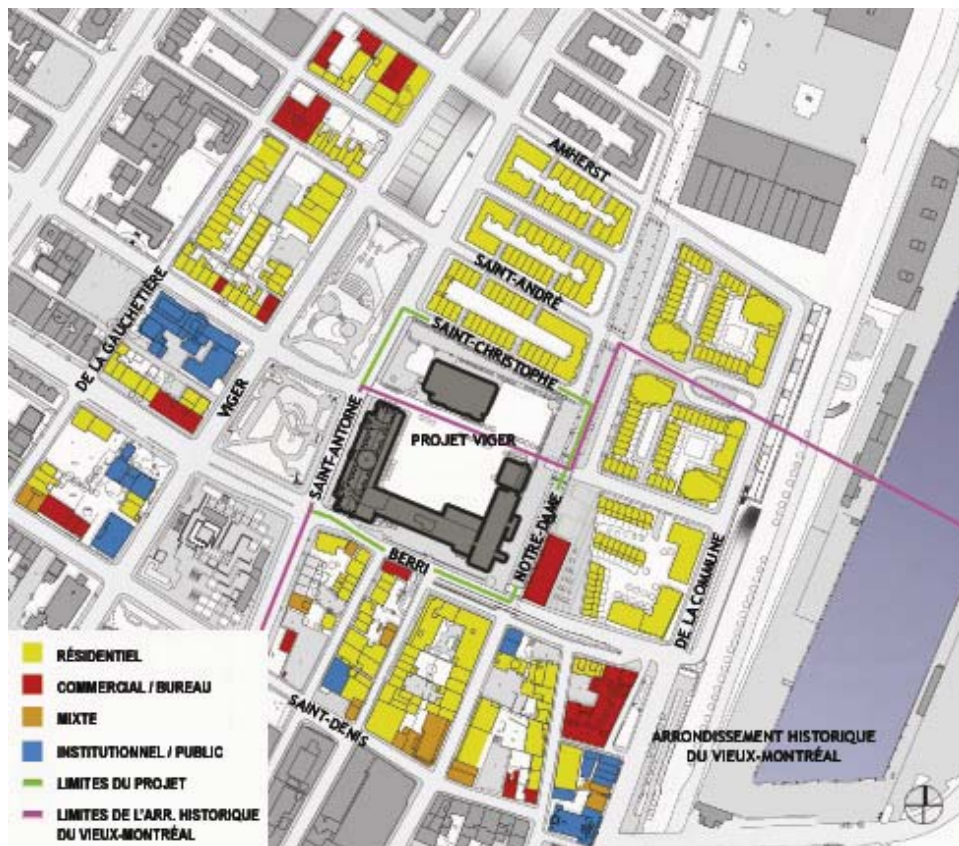 AMHERST
SAINT-ANDRÉ
SAINT-CHRISTOPHE
DE LA GAUCHETIÈRE
VIGER
SAINT-ANTOINE
PROJET VIGER
BERRI
NOTRE-DAME
DE LA COMMUNE
SAINT-DENIS
ARRONDISSEMENT HISTORIQUE
DU VIEUX-MONTRÉAL
RÉSIDENTIEL
COMMERCIAL / BUREAU
MIXTE
INSTITUTIONNEL / PUBLIC
LIMITES DU PROJET
LIMITES DE L'ARR. HISTORIQUE
DU VIEUX-MONTRÉAL